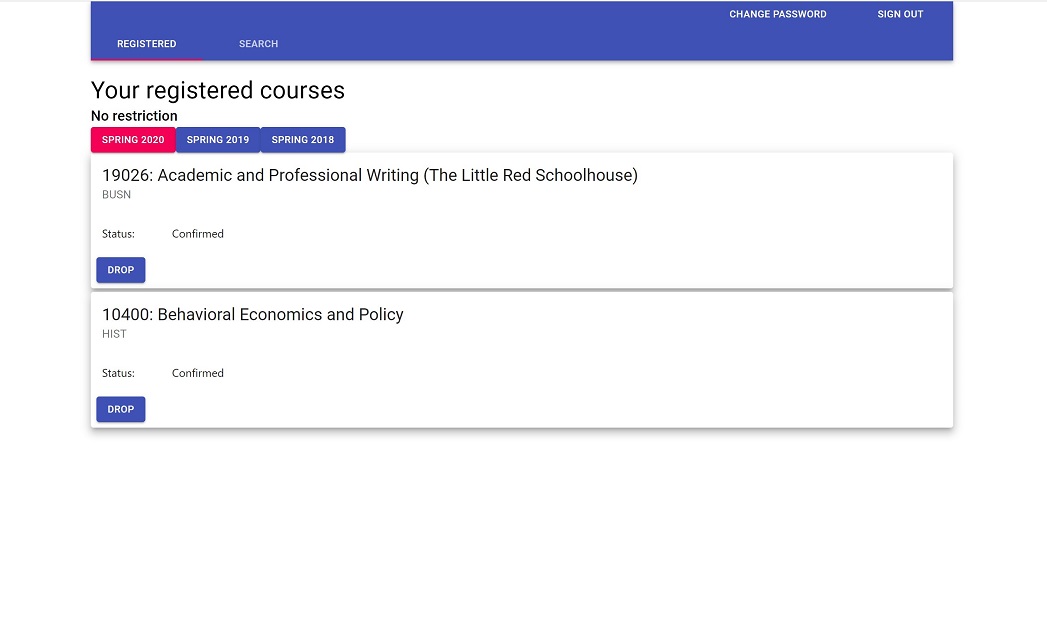 CHANGE PASSWORD SIGN OUT
REGISTERED SEARCH
Your registered courses
No restriction
SPRING 2020 SPRING 2019 SPRING 2018
19026: Academic and Professional Writing (The Little Red Schoolhouse)
BUSN
Status: Confirmed
DROP
10400: Behavioral Economics and Policy
HIST
Status: Confirmed
DROP